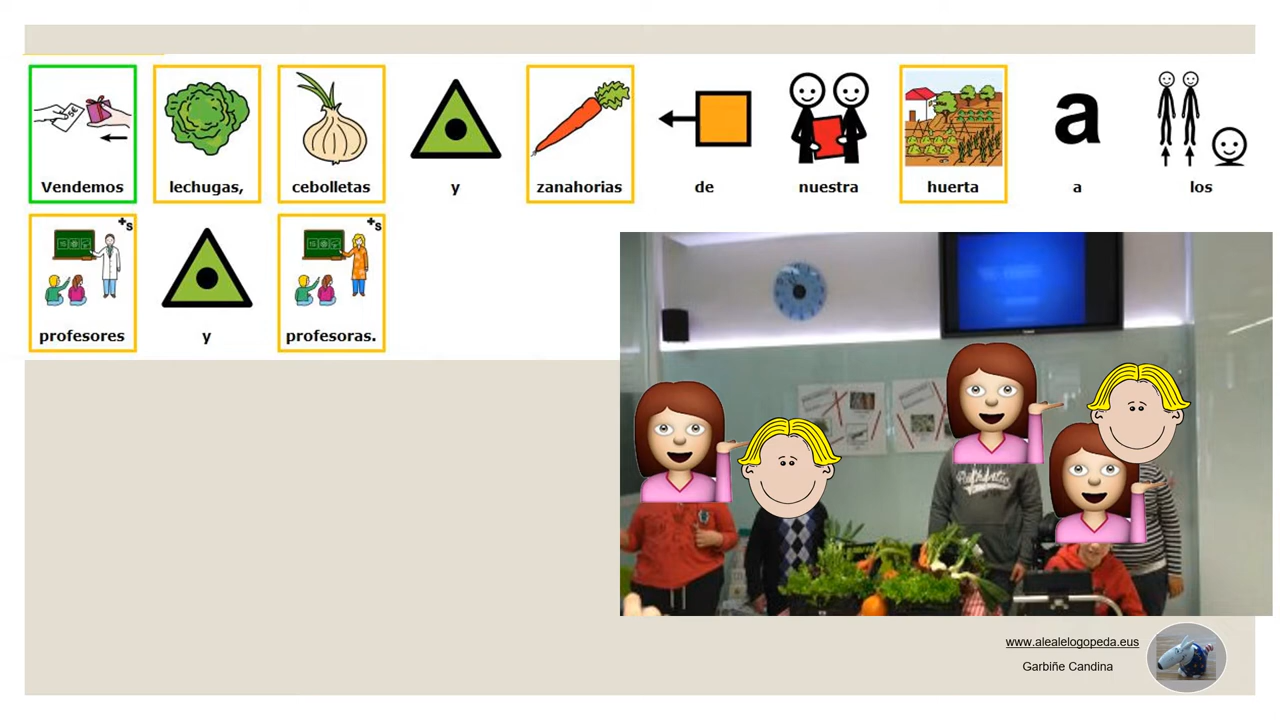 Vendemos lechugas, cebolletas y zanahorias de nuestra huerta a los
profesores y profesoras.
www.alealelogopeda.eus
Garbiñe Candina